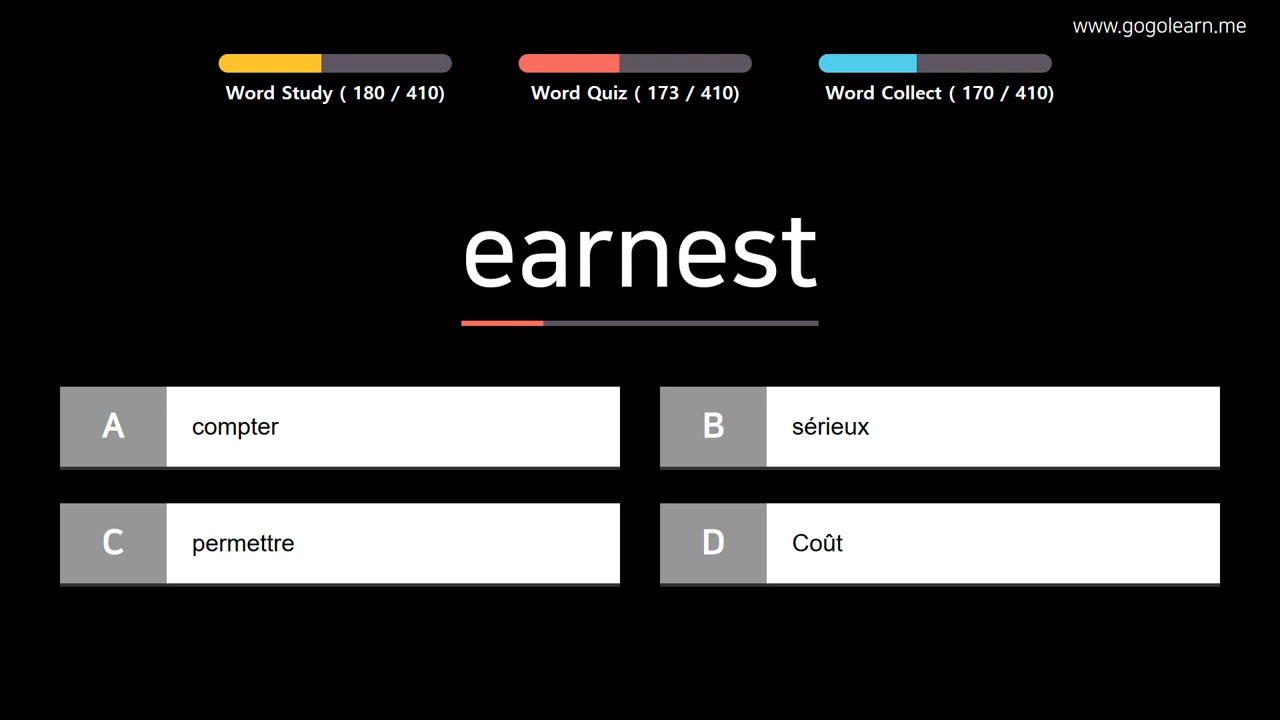 www.gogolearn.me
Word Study ( 180 / 410)
Word Quiz ( 173 / 410)
Word Collect ( 170 / 410)
earnest
A compter
B sérieux
C permettre
D Coût